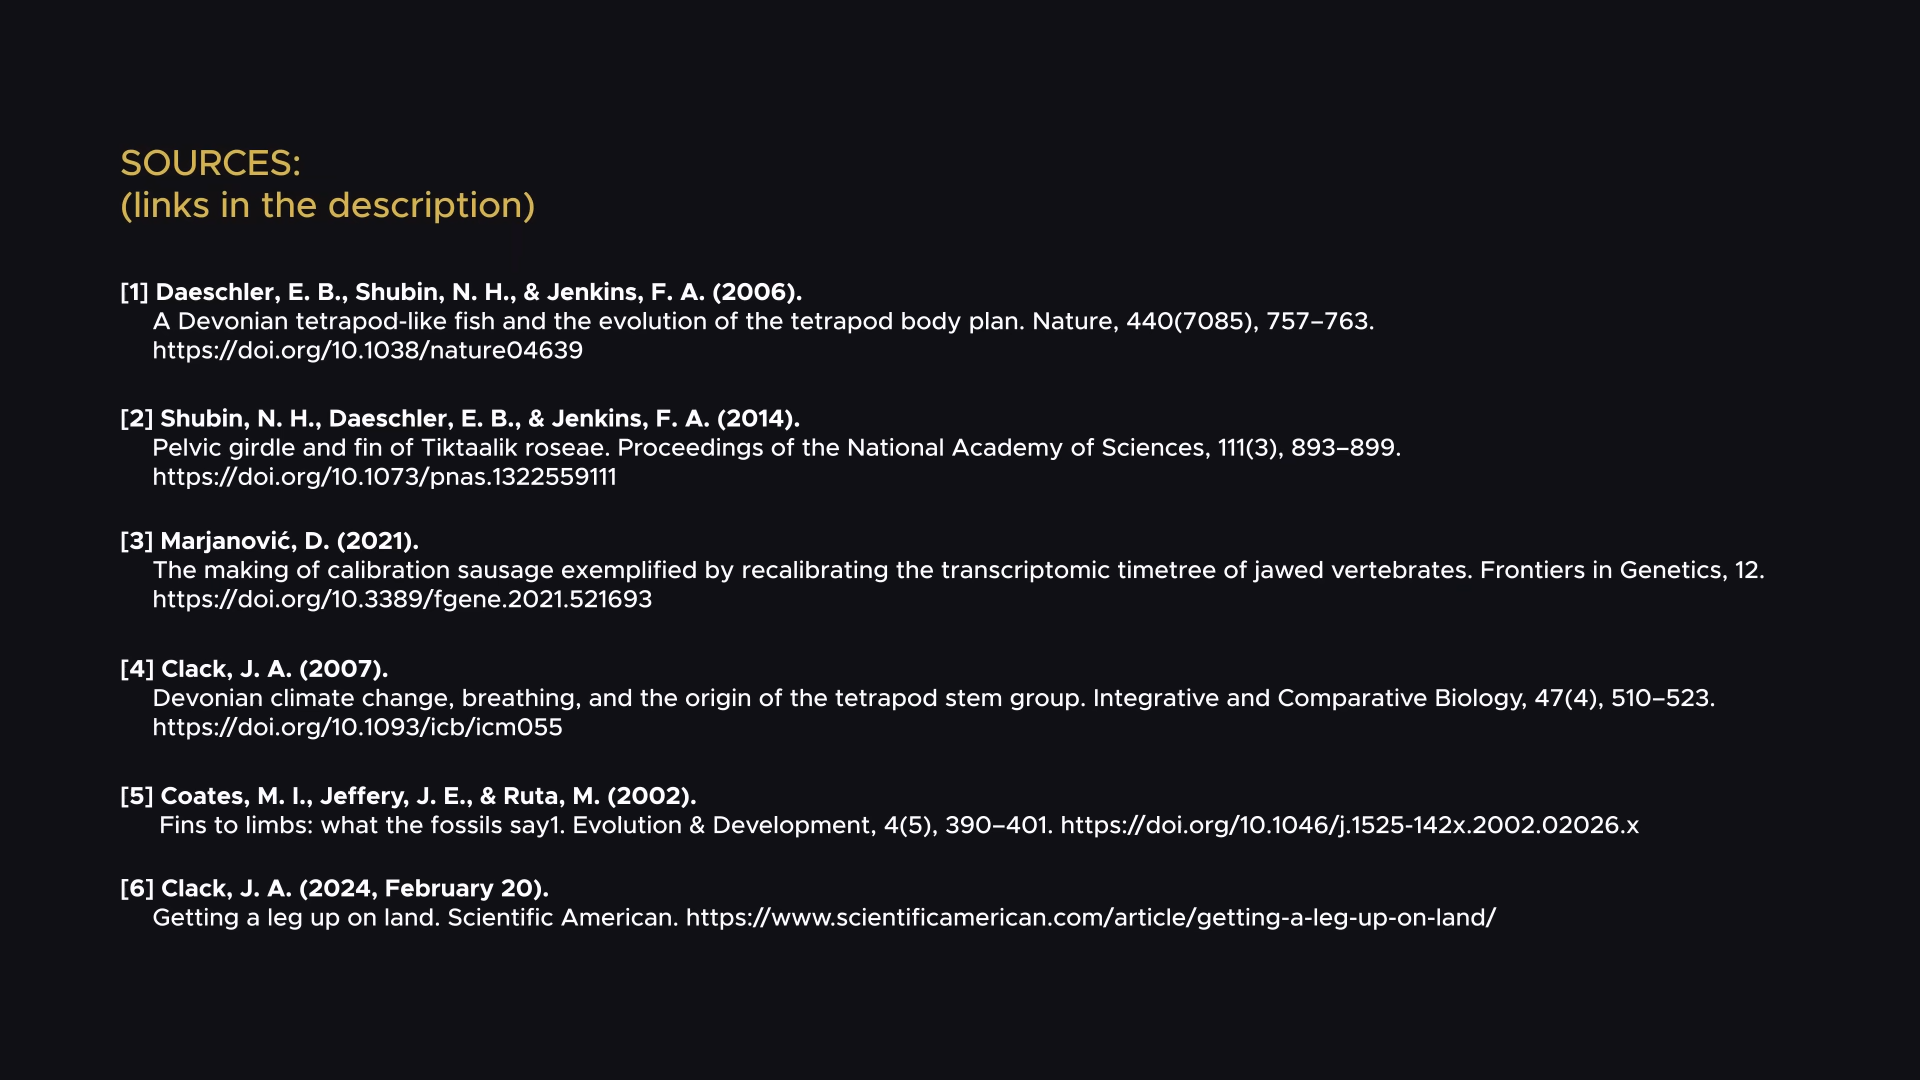 SOURCES:
(links in the description)
[1] Daeschler, E. B., Shubin, N. H., & Jenkins, F. A. (2006).
A Devonian tetrapod-like fish and the evolution of the tetrapod body plan. Nature, 440(7085), 757–763.
https://doi.org/10.1038/nature04639
[2] Shubin, N. H., Daeschler, E. B., & Jenkins, F. A. (2014).
Pelvic girdle and fin of Tiktaalik roseae. Proceedings of the National Academy of Sciences, 111(3), 893–899.
https://doi.org/10.1073/pnas.1322559111
[3] Marjanović, D. (2021).
The making of calibration sausage exemplified by recalibrating the transcriptomic timetree of jawed vertebrates. Frontiers in Genetics, 12.
https://doi.org/10.3389/fgene.2021.521693
[4] Clack, J. A. (2007).
Devonian climate change, breathing, and the origin of the tetrapod stem group. Integrative and Comparative Biology, 47(4), 510–523.
https://doi.org/10.1093/icb/icm055
[5] Coates, M. I., Jeffery, J. E., & Ruta, M. (2002).
Fins to limbs: what the fossils say1. Evolution & Development, 4(5), 390–401. https://doi.org/10.1046/j.1525-142x.2002.02026.x
[6] Clack, J. A. (2024, February 20).
Getting a leg up on land. Scientific American. https://www.scientificamerican.com/article/getting-a-leg-up-on-land/